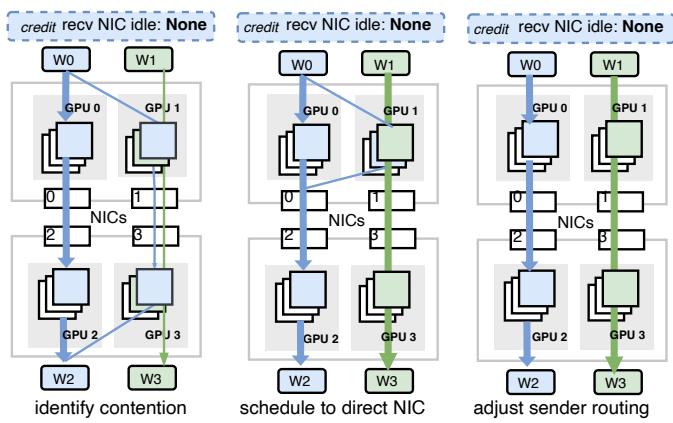 credit recv NIC idle: None
credit recv NIC idle: None
credit recv NIC idle: None
W0 W1
W0 W1
W0 W1
GPU 0 GPU 1
GPU 0 GPU 1
GPU 0 GPU 1
0 1
0 1
0 1
NICs
NICs
NICs
2 3
2 3
2 3
GPU 2 GPU 3
GPU 2 GPU 3
GPU 2 GPU 3
W2 W3
W2 W3
W2 W3
identify contention
schedule to direct NIC
adjust sender routing